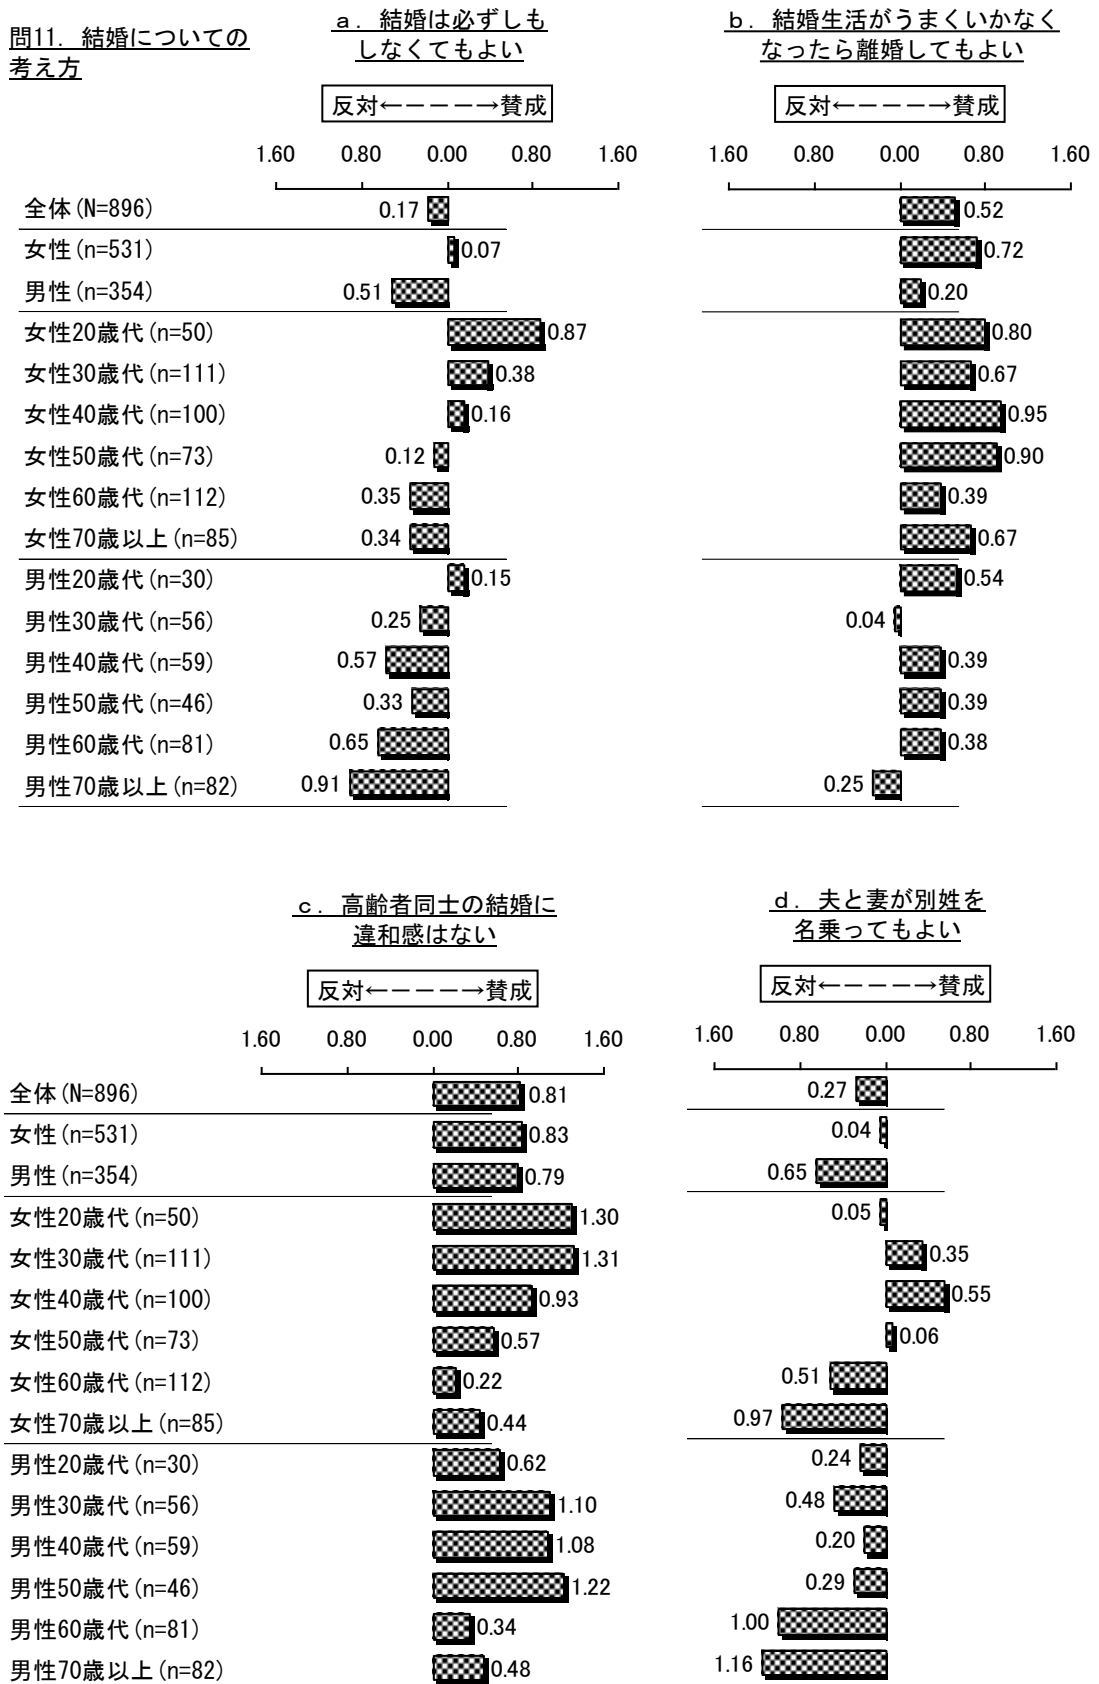 問11．結婚についての
考え方
ａ．結婚は必ずしも
しなくてもよい
反対←－－－→賛成
1.60 0.80 0.00 0.80 1.60
ｂ．結婚生活がうまくいかなく
なったら離婚してもよい
反対←－－－→賛成
1.60 0.80 0.00 0.80 1.60
全体(N=896) 0.17 0.52
女性(n=531) 0.07 0.72
男性(n=354) 0.51 0.20
女性20歳代(n=50) 0.87 0.80
女性30歳代(n=111) 0.38 0.67
女性40歳代(n=100) 0.16 0.95
女性50歳代(n=73) 0.12 0.90
女性60歳代(n=112) 0.35 0.39
女性70歳以上(n=85) 0.34 0.67
男性20歳代(n=30) 0.15 0.54
男性30歳代(n=56) 0.25 0.04
男性40歳代(n=59) 0.57 0.39
男性50歳代(n=46) 0.33 0.39
男性60歳代(n=81) 0.65 0.38
男性70歳以上(n=82) 0.91 0.25
ｃ．高齢者同士の結婚に
違和感はない
反対←－－－→賛成
1.60 0.80 0.00 0.80 1.60
ｄ．夫と妻が別姓を
名乗ってもよい
反対←－－－→賛成
1.60 0.80 0.00 0.80 1.60
全体(N=896) 0.81 0.27
女性(n=531) 0.83 0.04
男性(n=354) 0.79 0.65
女性20歳代(n=50) 1.30 0.05
女性30歳代(n=111) 1.31 0.35
女性40歳代(n=100) 0.93 0.55
女性50歳代(n=73) 0.57 0.06
女性60歳代(n=112) 0.22 0.51
女性70歳以上(n=85) 0.44 0.97
男性20歳代(n=30) 0.62 0.24
男性30歳代(n=56) 1.10 0.48
男性40歳代(n=59) 1.08 0.20
男性50歳代(n=46) 1.22 0.29
男性60歳代(n=81) 0.34 1.00
男性70歳以上(n=82) 0.48 1.16